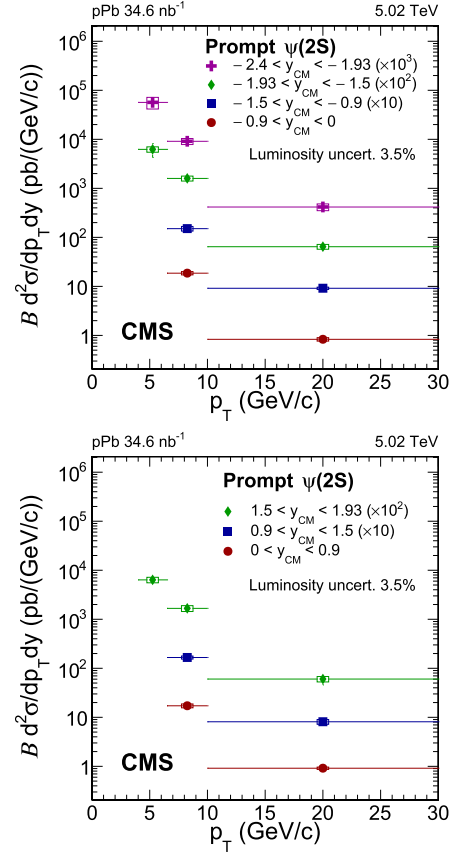 pPb 34.6 nb⁻¹ 5.02 TeV
Prompt ψ(2S)
− 2.4 < y_CM < − 1.93 (×10³)
− 1.93 < y_CM < − 1.5 (×10²)
− 1.5 < y_CM < − 0.9 (×10)
− 0.9 < y_CM < 0
Luminosity uncert. 3.5%
B d²σ/dp_T dy (pb/(GeV/c))
10⁶
10⁵
10⁴
10³
10²
10
1
CMS
0 5 10 15 20 25 30
p_T (GeV/c)
pPb 34.6 nb⁻¹ 5.02 TeV
Prompt ψ(2S)
1.5 < y_CM < 1.93 (×10²)
0.9 < y_CM < 1.5 (×10)
0 < y_CM < 0.9
Luminosity uncert. 3.5%
B d²σ/dp_T dy (pb/(GeV/c))
10⁶
10⁵
10⁴
10³
10²
10
1
CMS
0 5 10 15 20 25 30
p_T (GeV/c)